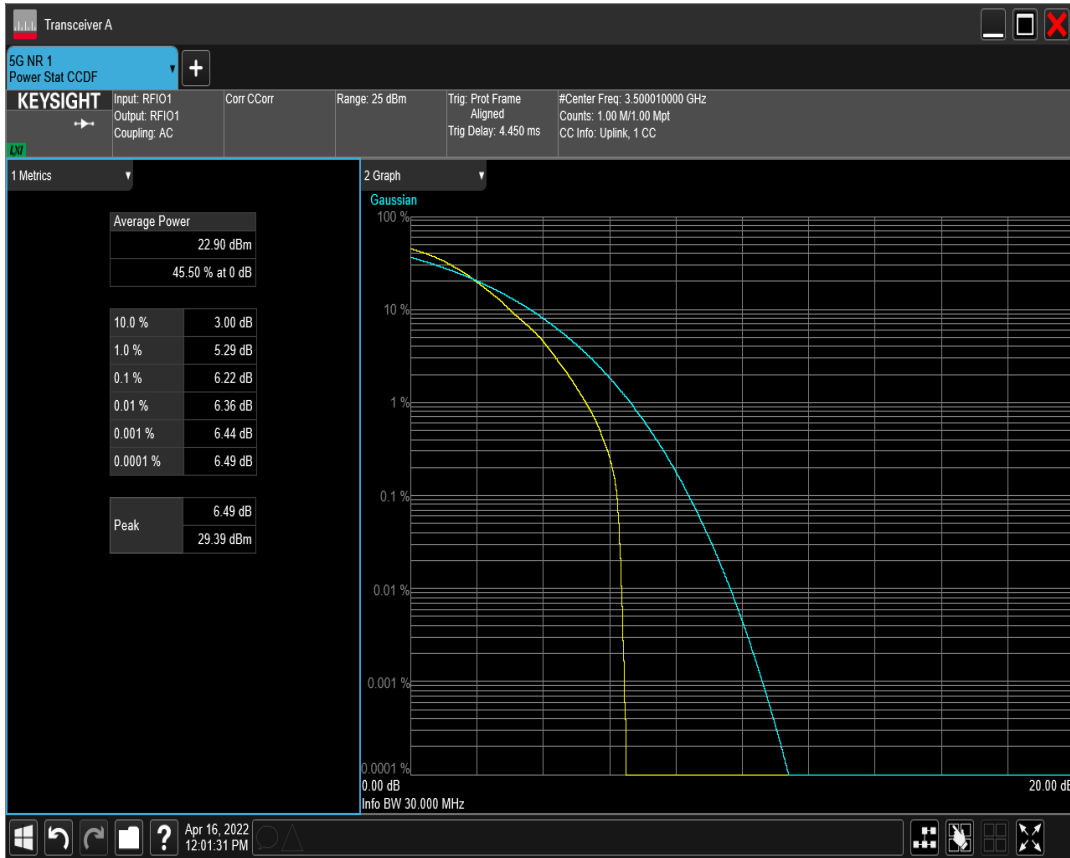 Transceiver A
5G NR 1
Power Stat CCDF
KEYSIGHT
LXI
Input: RFIO1
Output: RFIO1
Coupling: AC
Corr CCorr
Range: 25 dBm
Trig: Prot Frame
Aligned
Trig Delay: 4.450 ms
#Center Freq: 3.500010000 GHz
Counts: 1.00 M/1.00 Mpt
CC Info: Uplink, 1 CC
1 Metrics
Average Power
22.90 dBm
45.50 % at 0 dB
10.0 % 3.00 dB
1.0 % 5.29 dB
0.1 % 6.22 dB
0.01 % 6.36 dB
0.001 % 6.44 dB
0.0001 % 6.49 dB
Peak
6.49 dB
29.39 dBm
2 Graph
Gaussian
100 %
10 %
1 %
0.1 %
0.01 %
0.001 %
0.0001 %
0.00 dB
20.00 dB
Info BW 30.000 MHz
?
Apr 16, 2022
12:01:31 PM